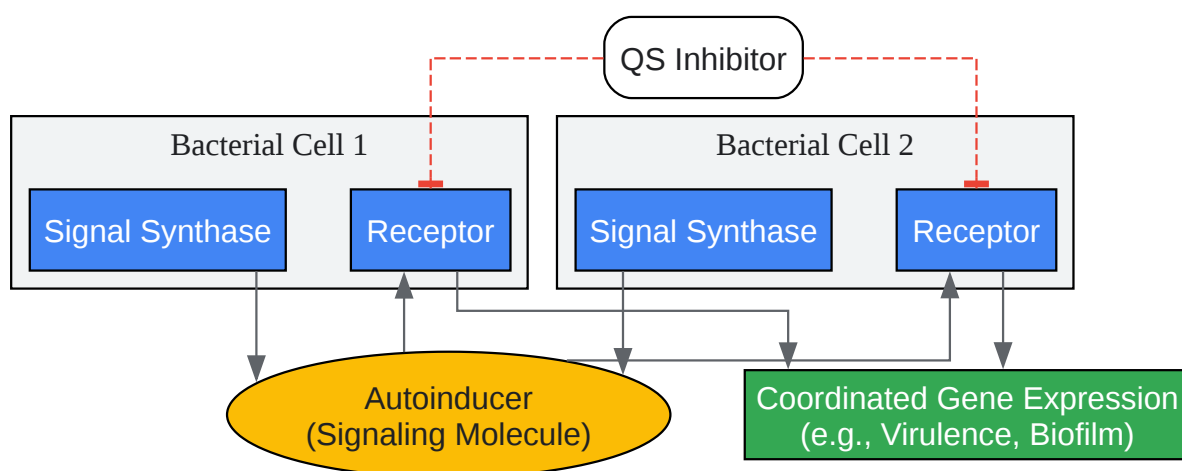 QS Inhibitor
Bacterial Cell 1
Bacterial Cell 2
Signal Synthase
Receptor
Signal Synthase
Receptor
Autoinducer
(Signaling Molecule)
Coordinated Gene Expression
(e.g., Virulence, Biofilm)